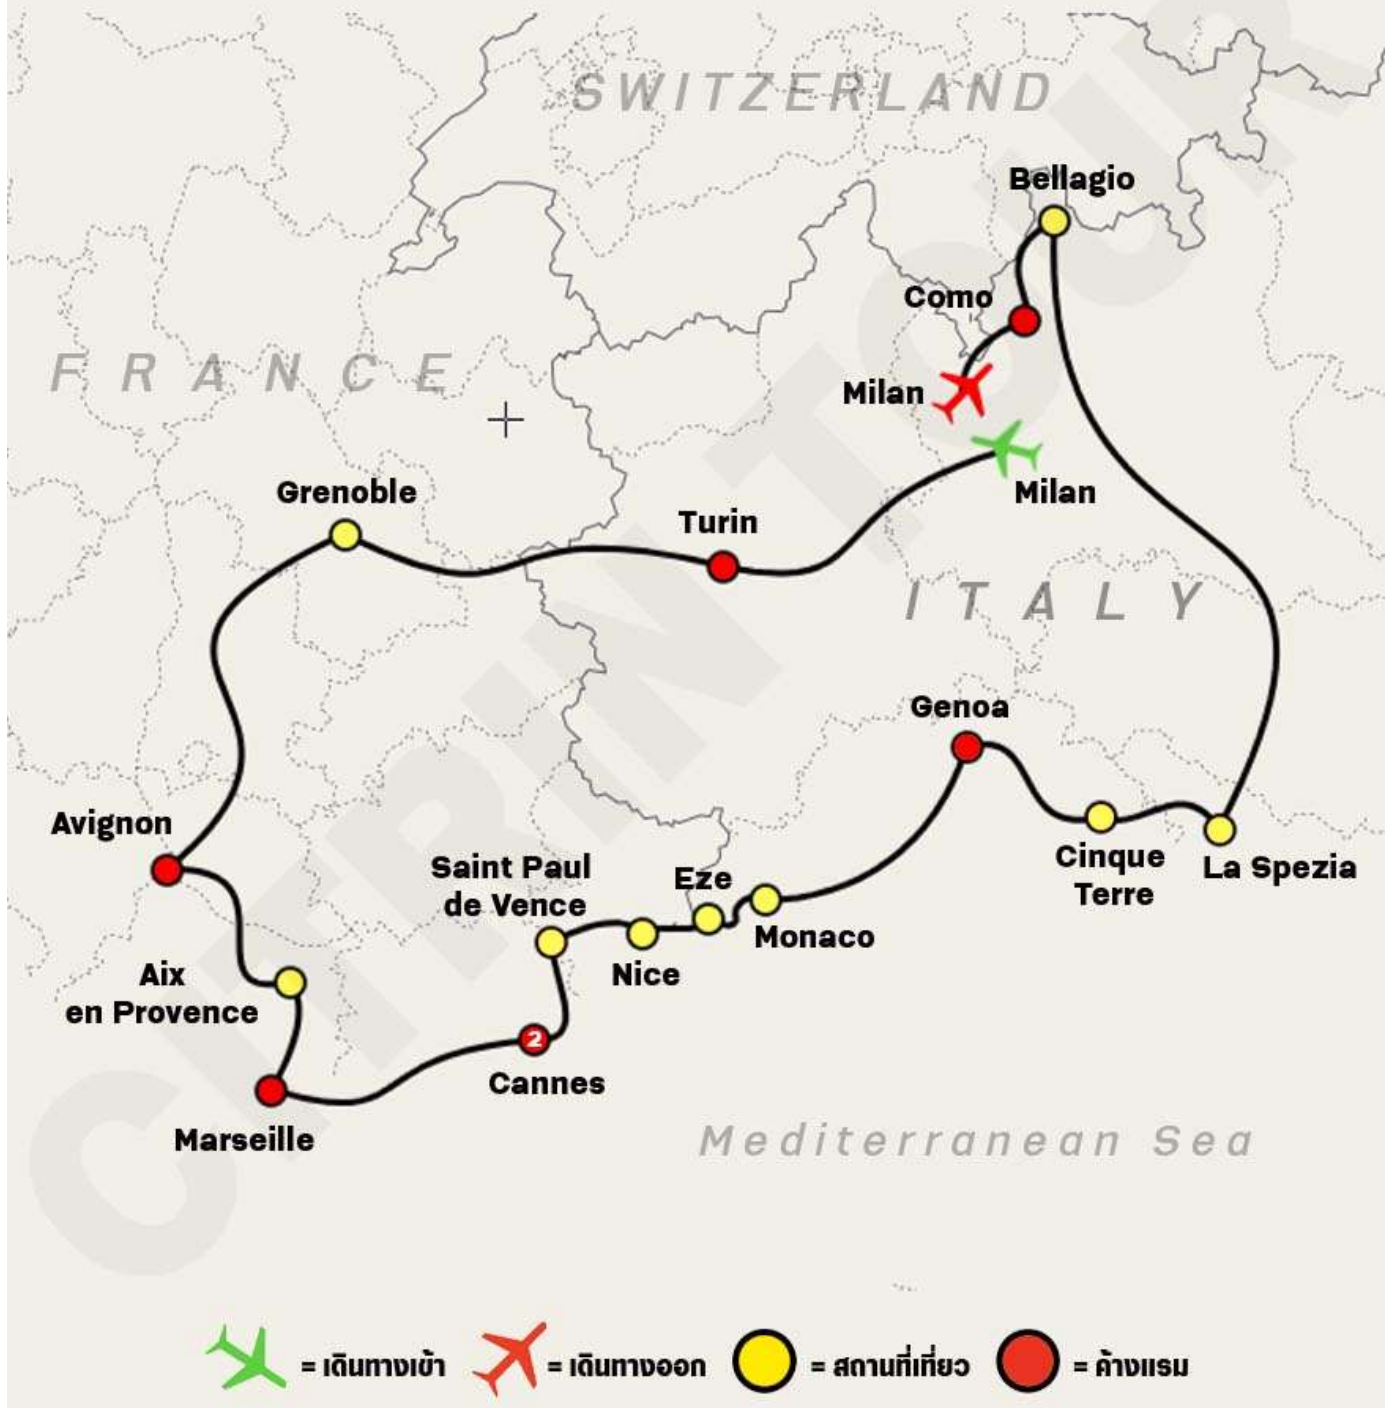 SWITZERLAND
Bellagio
Como
FRANCE
Milan
Grenoble
Milan
Turin
ITALY
Genoa
Avignon
Saint Paul
de Vence
Eze
Cinque
Terre
La Spezia
Monaco
Aix
en Provence
Nice
2
Cannes
Marseille
Mediterranean Sea
CITRIN TOUR
= เดินทางเข้า
= เดินทางออก
= สถานที่เที่ยว
= ค้างแรม